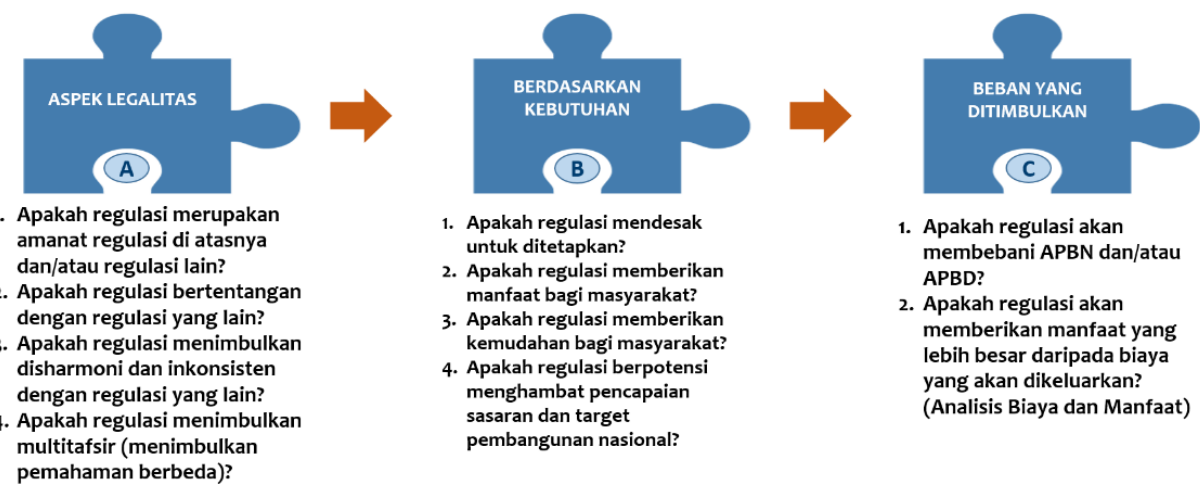 ASPEK LEGALITAS
A
. Apakah regulasi merupakan
amanat regulasi di atasnya
dan/atau regulasi lain?
. Apakah regulasi bertentangan
dengan regulasi yang lain?
. Apakah regulasi menimbulkan
disharmoni dan inkonsisten
dengan regulasi yang lain?
. Apakah regulasi menimbulkan
multitafsir (menimbulkan
pemahaman berbeda)?
BERDASARKAN
KEBUTUHAN
B
1. Apakah regulasi mendesak
untuk ditetapkan?
2. Apakah regulasi memberikan
manfaat bagi masyarakat?
3. Apakah regulasi memberikan
kemudahan bagi masyarakat?
4. Apakah regulasi berpotensi
menghambat pencapaian
sasaran dan target
pembangunan nasional?
BEBAN YANG
DITIMBULKAN
C
1. Apakah regulasi akan
membebani APBN dan/atau
APBD?
2. Apakah regulasi akan
memberikan manfaat yang
lebih besar daripada biaya
yang akan dikeluarkan?
(Analisis Biaya dan Manfaat)